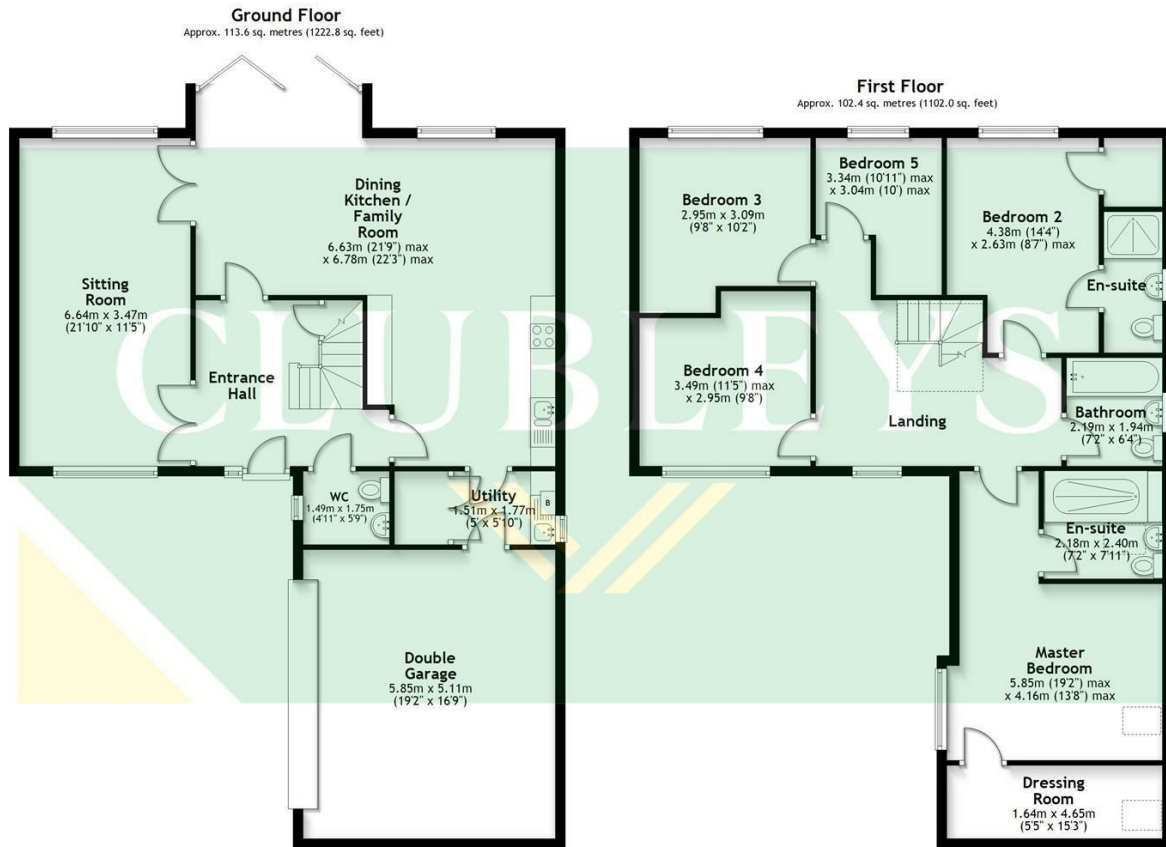 Ground Floor
Approx. 113.6 sq. metres (1222.8 sq. feet)
Dining
Kitchen /
Family
Room
6.63m (21'9") max
x 6.78m (22'3") max
Sitting
Room
6.64m x 3.47m
(21'10" x 11'5")
Entrance
Hall
WC
1.49m x 1.75m
(4'11" x 5'9")
Utility
1.51m x 1.77m
(5' x 5'10")
B
Double
Garage
5.85m x 5.11m
(19'2" x 16'9")
First Floor
Approx. 102.4 sq. metres (1102.0 sq. feet)
Bedroom 3
2.95m x 3.09m
(9'8" x 10'2")
Bedroom 5
3.34m (10'11") max
x 3.04m (10') max
Bedroom 2
4.38m (14'4")
x 2.63m (8'7") max
En-suite
Bedroom 4
3.49m (11'5") max
x 2.95m (9'8")
Landing
Bathroom
2.19m x 1.94m
(7'2" x 6'4")
En-suite
2.18m x 2.40m
(7'2" x 7'11")
Master
Bedroom
5.85m (19'2") max
x 4.16m (13'8") max
Dressing
Room
1.64m x 4.65m
(5'5" x 15'3")
CLUBLEYS